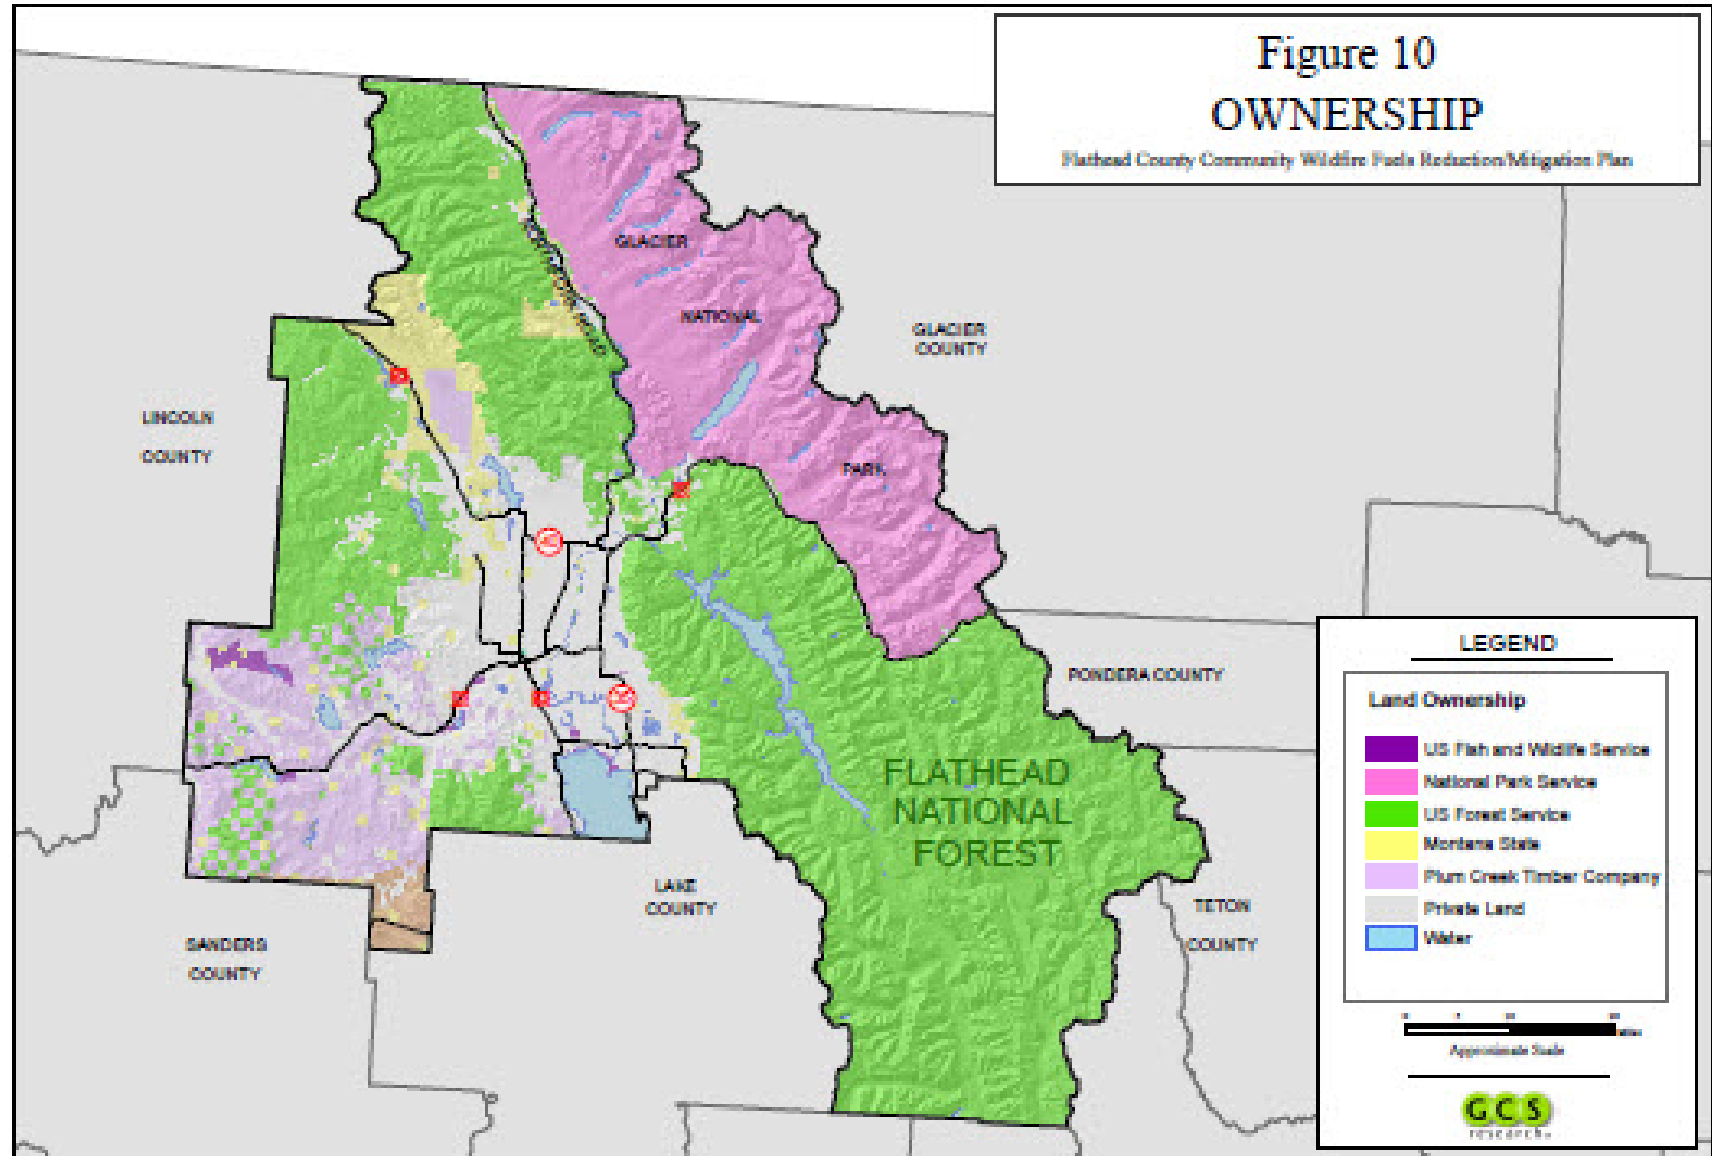 Figure 10
OWNERSHIP
Flathead County Community Wildfire Fuels Reduction/Mitigation Plan
GLACIER
NATIONAL
PARK
GLACIER
COUNTY
LINCOLN
COUNTY
PONDERA COUNTY
FLATHEAD
NATIONAL
FOREST
LAKE
COUNTY
TETON
COUNTY
SANDERS
COUNTY
LEGEND
Land Ownership
US Fish and Wildlife Service
National Park Service
US Forest Service
Montana State
Plum Creek Timber Company
Private Land
Water
Approximate Scale
GCS
research